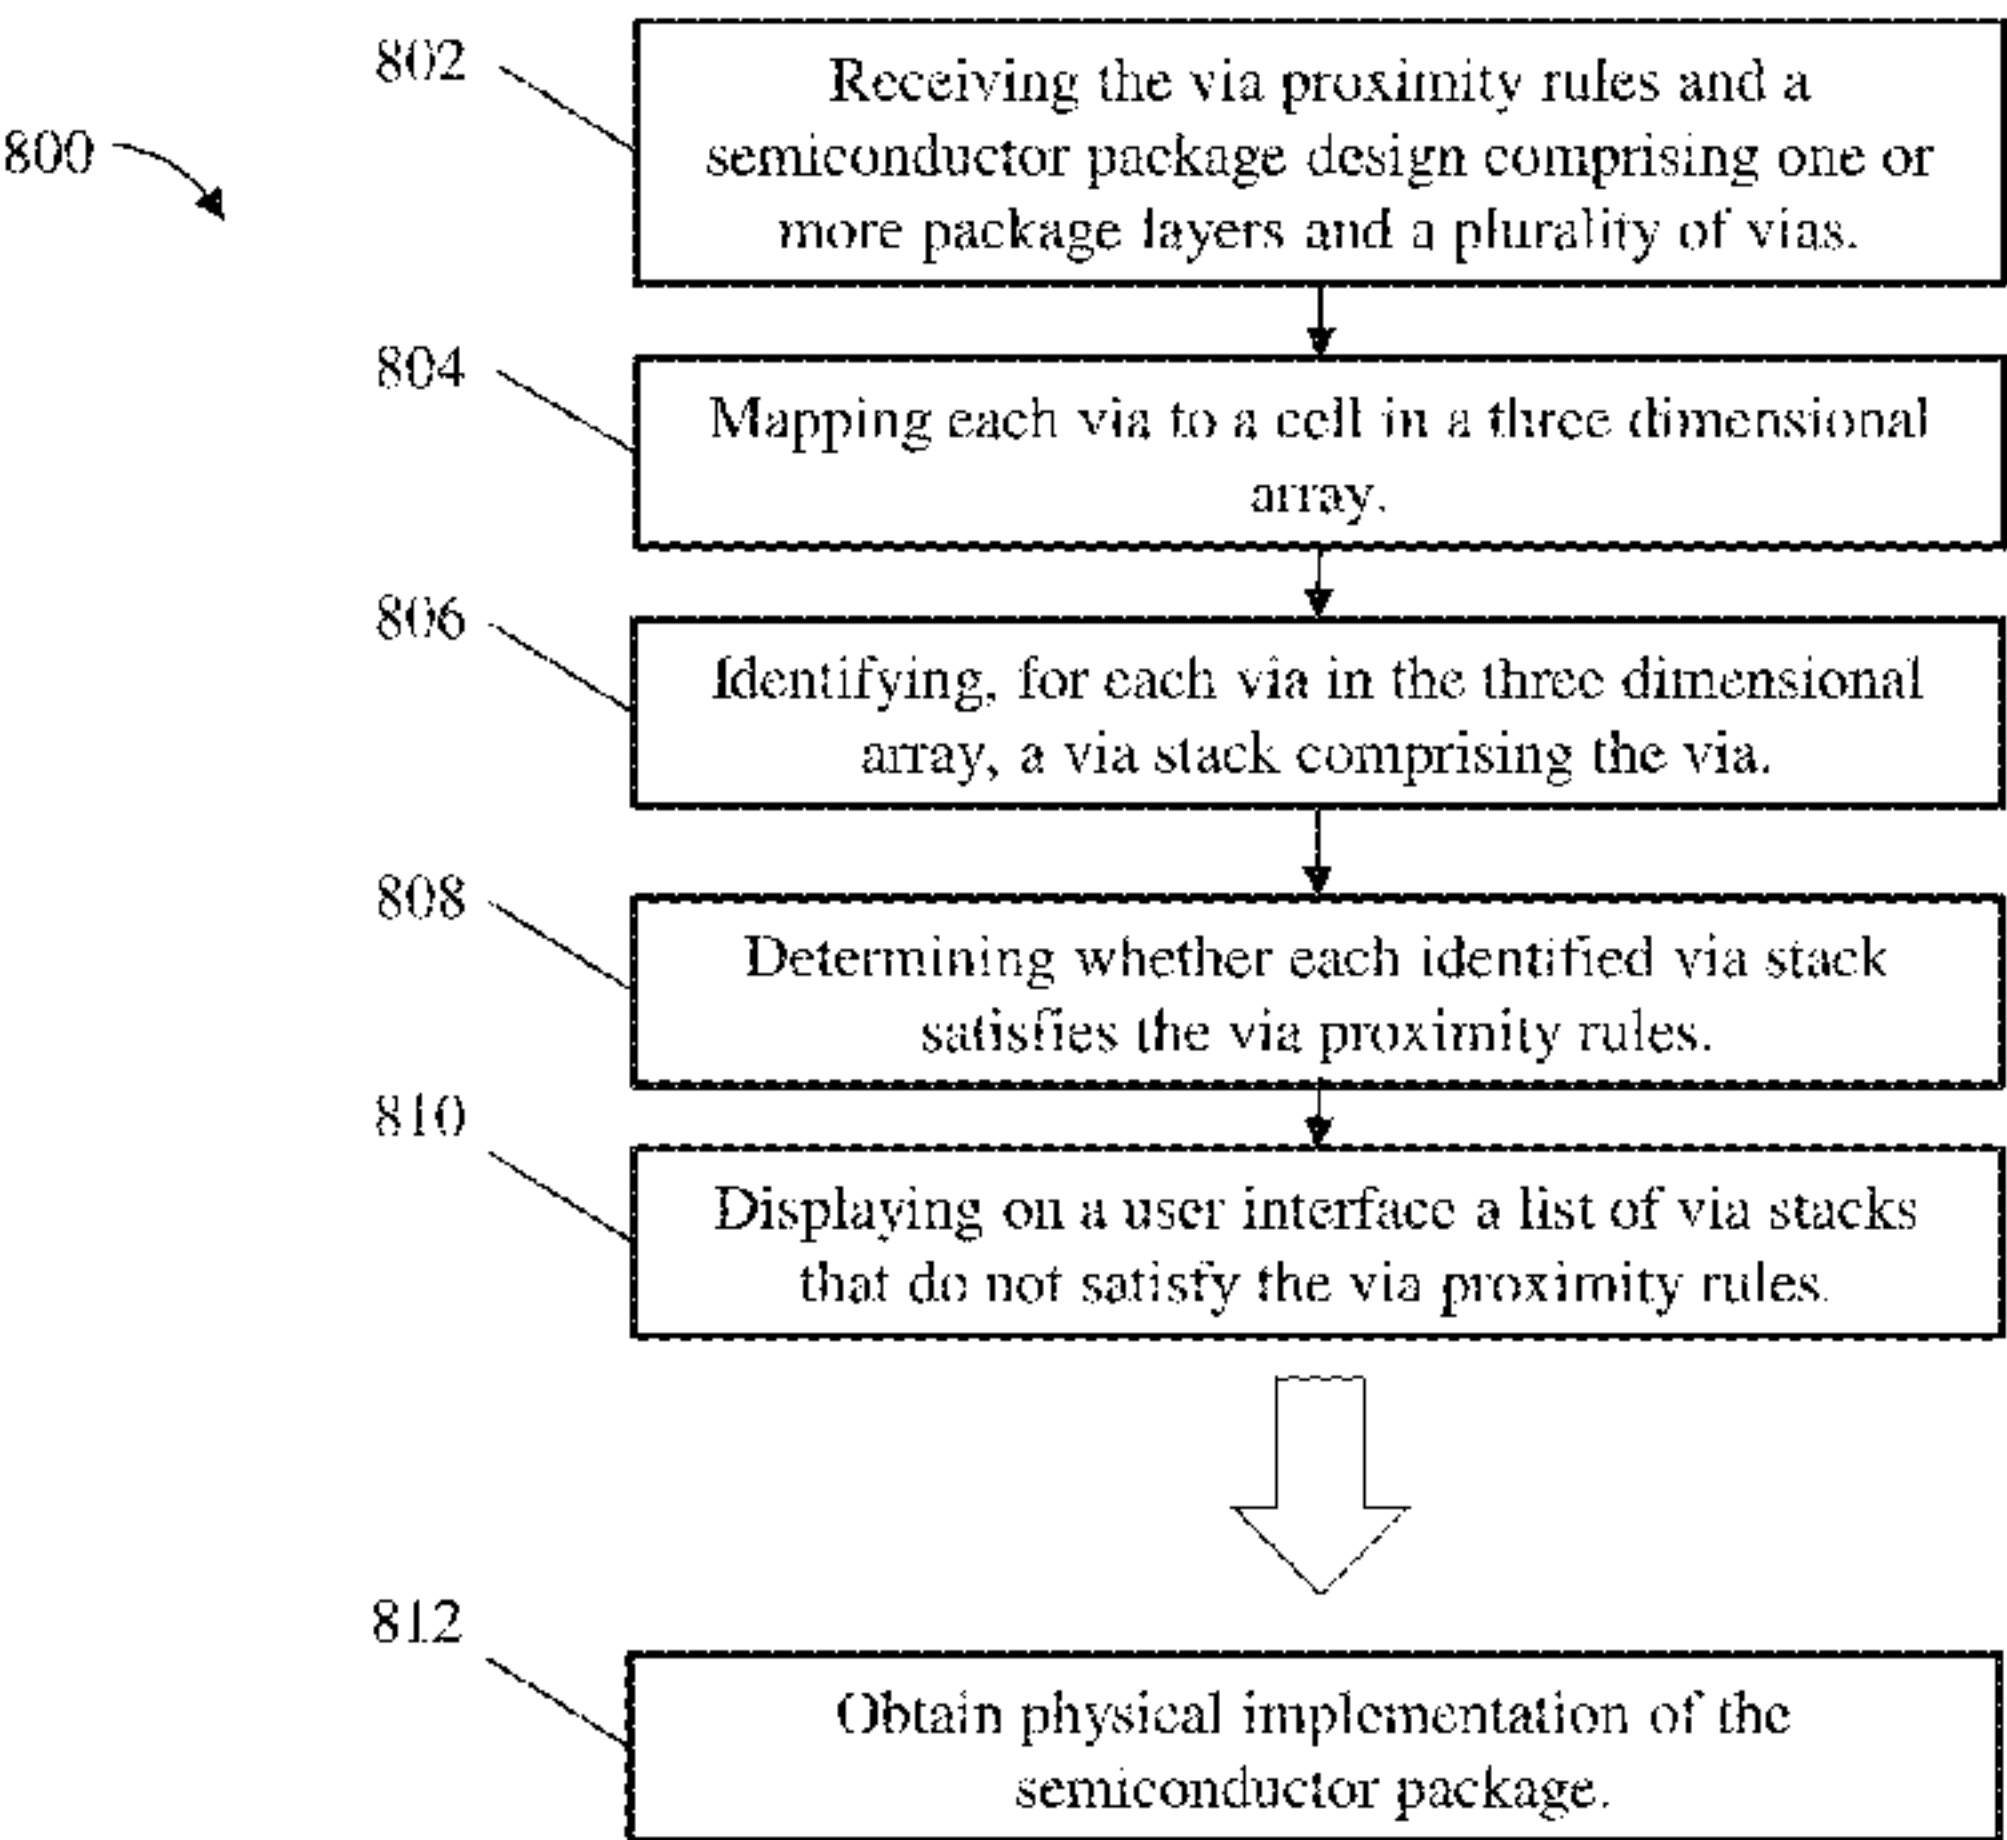 800
802
Receiving the via proximity rules and a
semiconductor package design comprising one or
more package layers and a plurality of vias.
804
Mapping each via to a cell in a three dimensional
array.
806
Identifying, for each via in the three dimensional
array, a via stack comprising the via.
808
Determining whether each identified via stack
satisfies the via proximity rules.
810
Displaying on a user interface a list of via stacks
that do not satisfy the via proximity rules.
812
Obtain physical implementation of the
semiconductor package.